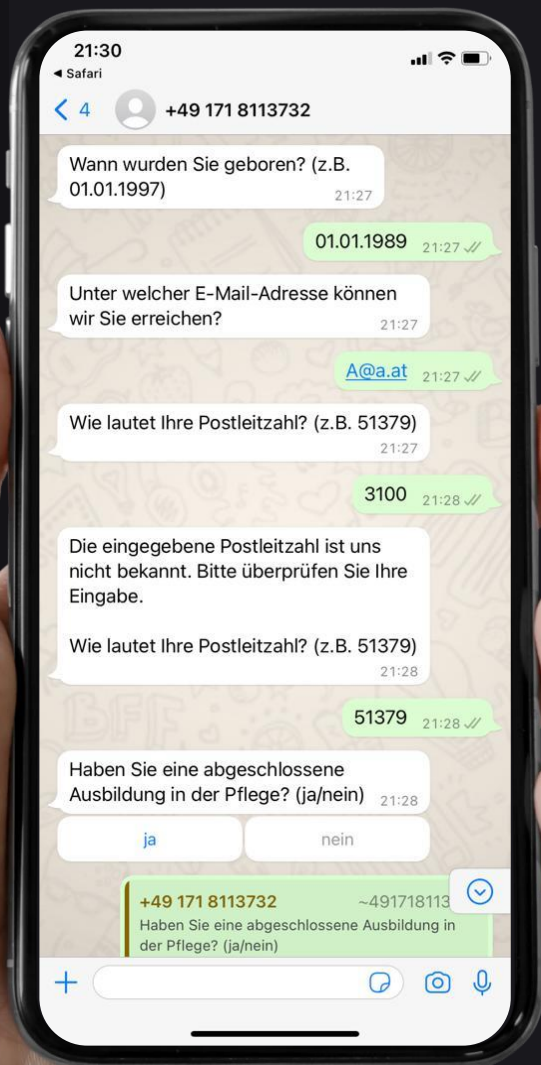 21:30
◀ Safari
4
+49 171 8113732
Wann wurden Sie geboren? (z.B.
01.01.1997)
21:27
01.01.1989 21:27
Unter welcher E-Mail-Adresse können
wir Sie erreichen?
21:27
A@a.at 21:27
Wie lautet Ihre Postleitzahl? (z.B. 51379)
21:27
3100 21:28
Die eingegebene Postleitzahl ist uns
nicht bekannt. Bitte überprüfen Sie Ihre
Eingabe.
Wie lautet Ihre Postleitzahl? (z.B. 51379)
21:28
51379 21:28
Haben Sie eine abgeschlossene
Ausbildung in der Pflege? (ja/nein) 21:28
ja nein
+49 171 8113732 ~491718113
Haben Sie eine abgeschlossene Ausbildung in
der Pflege? (ja/nein)